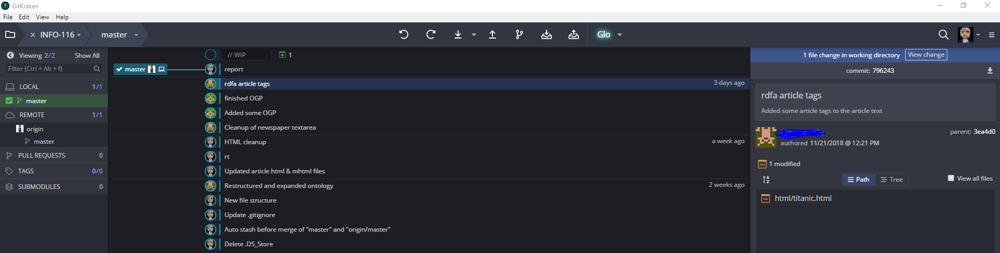 GitKraken
File Edit View Help
INFO-116 master Glo
Viewing 2/2 Show All
Filter (Ctrl + Alt + f)
LOCAL 1/1
master
REMOTE 1/1
origin
master
PULL REQUESTS 0
TAGS 0/0
SUBMODULES 0
// WIP 1
master report
rdfa article tags 3 days ago
finished OGP
Added some OGP
Cleanup of newspaper textarea
HTML cleanup a week ago
rt
Updated article html & mhtml files
Restructured and expanded ontology 2 weeks ago
New file structure
Update .gitignore
Auto stash before merge of "master" and "origin/master"
Delete .DS_Store
1 file change in working directory View change
commit: 796243
rdfa article tags
Added some article tags to the article text
parent: 3ea4d0
authored 11/21/2018 @ 12:21 PM
1 modified
A Z Path Tree View all files
html/titanic.html